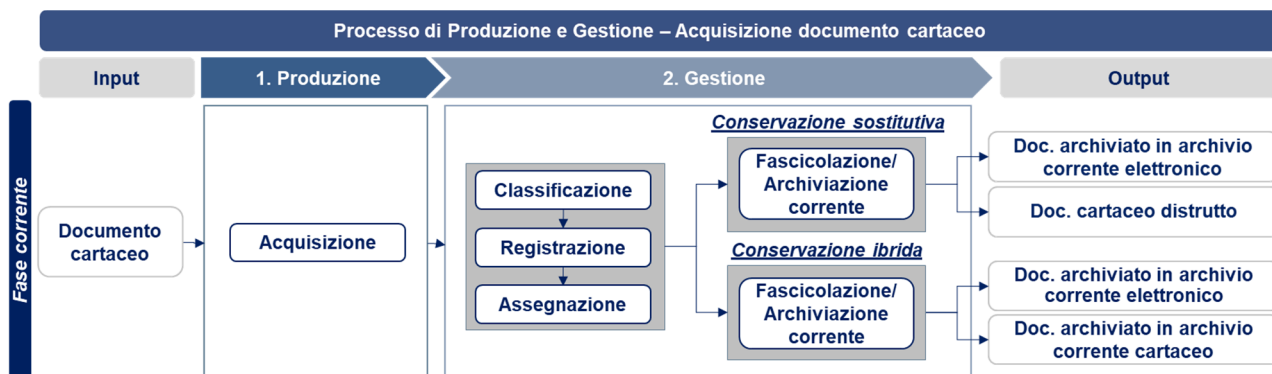 Processo di Produzione e Gestione – Acquisizione documento cartaceo
Input
1. Produzione
2. Gestione
Output
Fase corrente
Documento
cartaceo
Acquisizione
Classificazione
Registrazione
Assegnazione
Conservazione sostitutiva
Fascicolazione/
Archiviazione
corrente
Conservazione ibrida
Fascicolazione/
Archiviazione
corrente
Doc. archiviato in archivio
corrente elettronico
Doc. cartaceo distrutto
Doc. archiviato in archivio
corrente elettronico
Doc. archiviato in archivio
corrente cartaceo